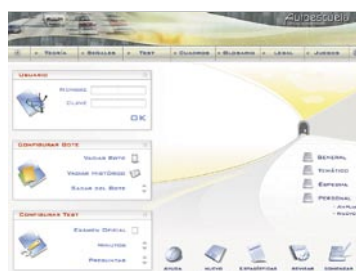 Autoescuela
TEORÍA SEÑALES TEST CUADROS GLOSARIO LEGAL JUEGOS
USUARIO
NOMBRE
CLAVE
OK
CONFIGURAR BOTE
VACIAR BOTE
VACIAR HISTÓRICO
SACAR DEL BOTE
CONFIGURAR TEST
EXAMEN OFICIAL
MINUTOS
PREGUNTAS
GENERAL
TEMÁTICO
ESPECIAL
PERSONAL
AYUDA NUEVO ESTADÍSTICAS REVISAR COMENZAR